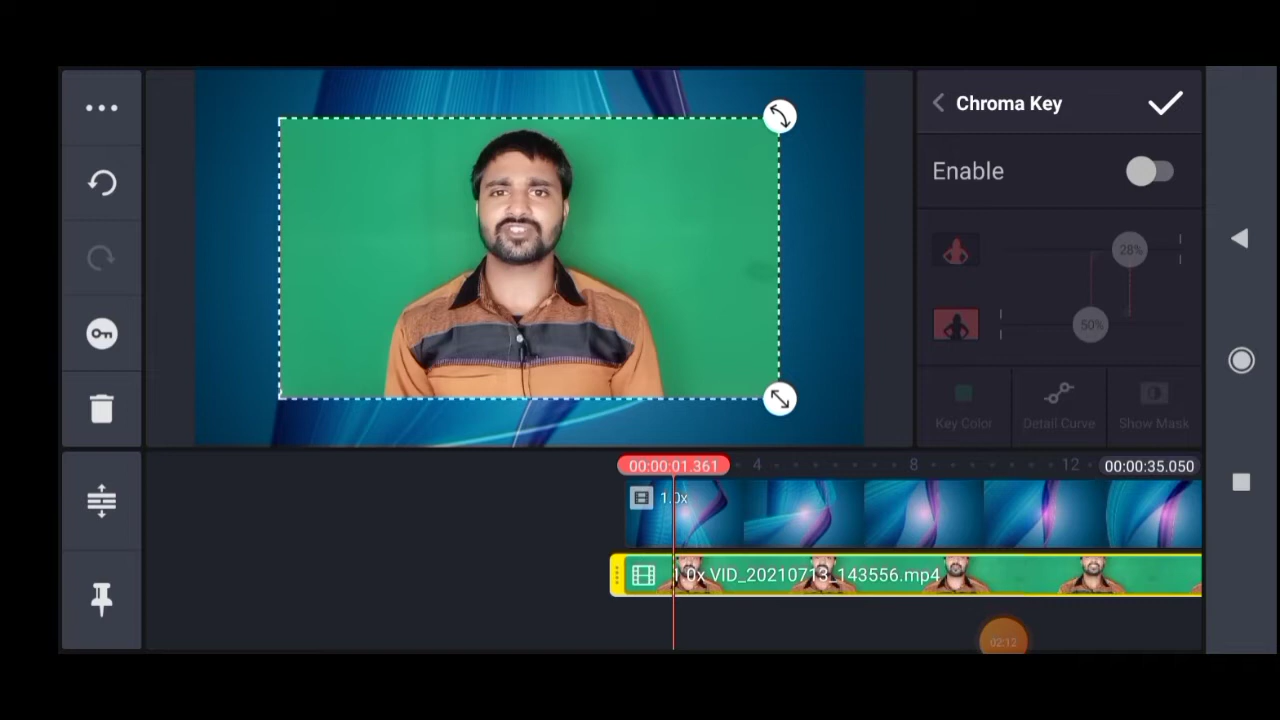 Chroma Key
Enable
28%
50%
Key Color
Detail Curve
Show Mask
00:00:01.361
4
8
12
00:00:35.050
1.0x
1.0x VID_20210713_143556.mp4
02:12